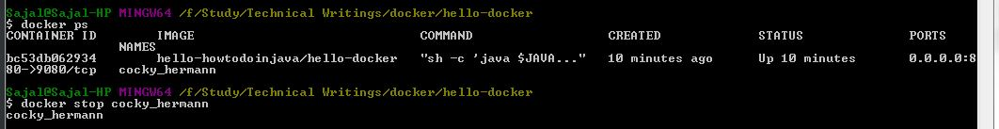 Sajal@Sajal-HP MINGW64 /f/Study/Technical Writings/docker/hello-docker
$ docker ps
CONTAINER ID        IMAGE                               COMMAND                  CREATED             STATUS              PORTS
               NAMES
bc53db062934        hello-howtodoinjava/hello-docker    "sh -c 'java $JAVA..."   10 minutes ago      Up 10 minutes       0.0.0.0:8
80->9080/tcp   cocky_hermann
Sajal@Sajal-HP MINGW64 /f/Study/Technical Writings/docker/hello-docker
$ docker stop cocky_hermann
cocky_hermann